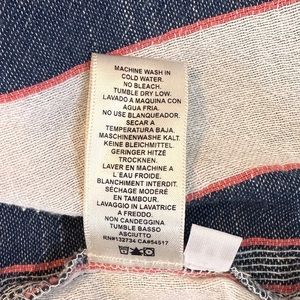 MACHINE WASH IN
COLD WATER.
NO BLEACH.
TUMBLE DRY LOW.
LAVADO A MAQUINA CON
AGUA FRIA.
NO USE BLANQUEADOR.
SECAR A
TEMPERATURA BAJA.
MASCHINENWASHE KALT.
KEINE BLEICHMITTEL
GERINGER HITZE
TROCKNEN.
LAVER EN MACHINE A
L'EAU FROIDE.
BLANCHIMENT INTERDIT.
SÉCHAGE MODERÉ
EN TAMBOUR.
LAVAGGIO IN LAVATRICE
A FREDDO.
NON CANDEGGINA
TUMBLE BASSO
ASCIUTTO
RN#132734 CA#54517